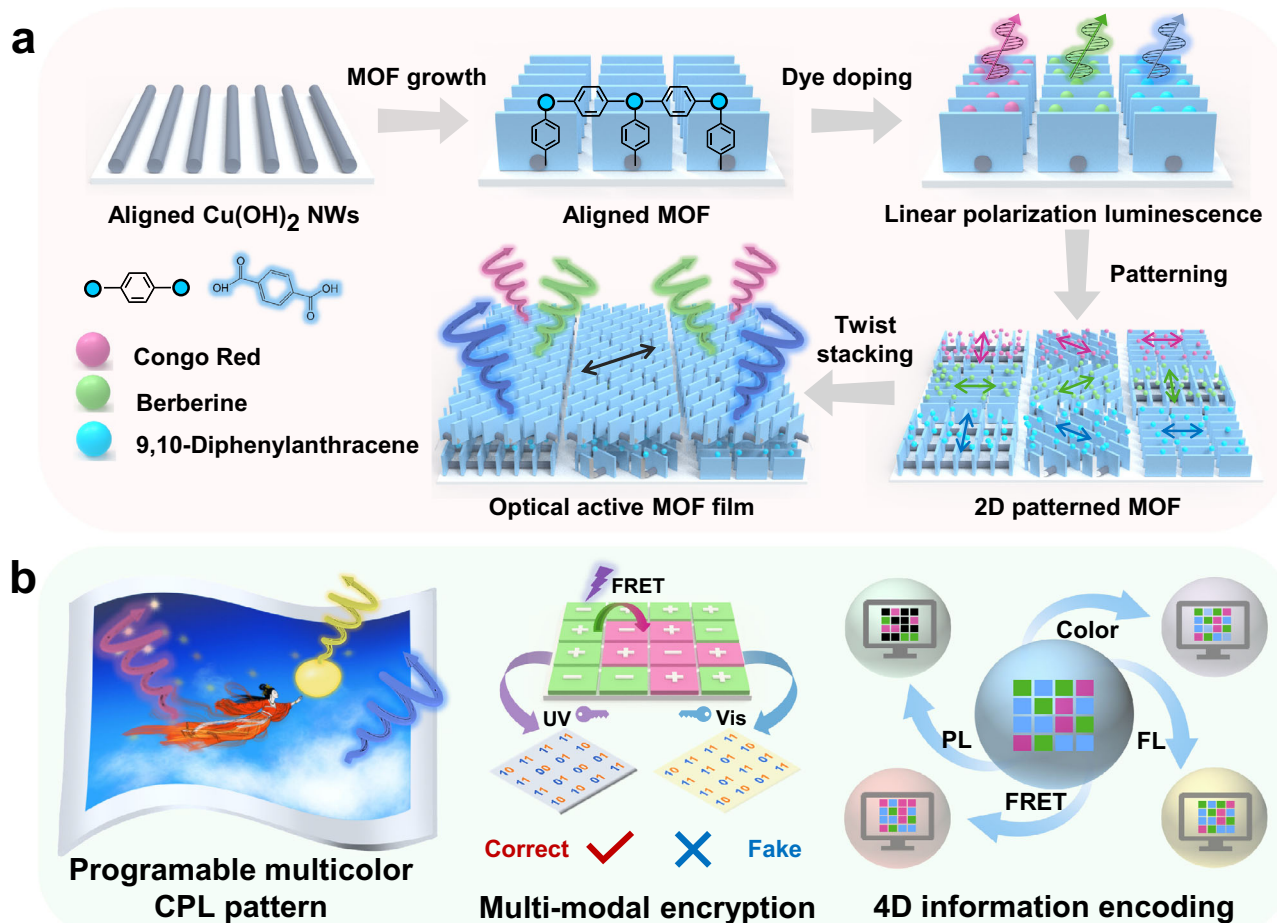 a
MOF growth
Dye doping
Aligned Cu(OH)2 NWs
Aligned MOF
Linear polarization luminescence
Patterning
Twist
stacking
O
OH
OH
O
Congo Red
Berberine
9,10-Diphenylanthracene
Optical active MOF film
2D patterned MOF
b
FRET
− − + −
+ − + −
+ + − +
− − + −
UV
Vis
Color
PL
FL
FRET
Correct
Fake
Programable multicolor
CPL pattern
Multi-modal encryption
4D information encoding